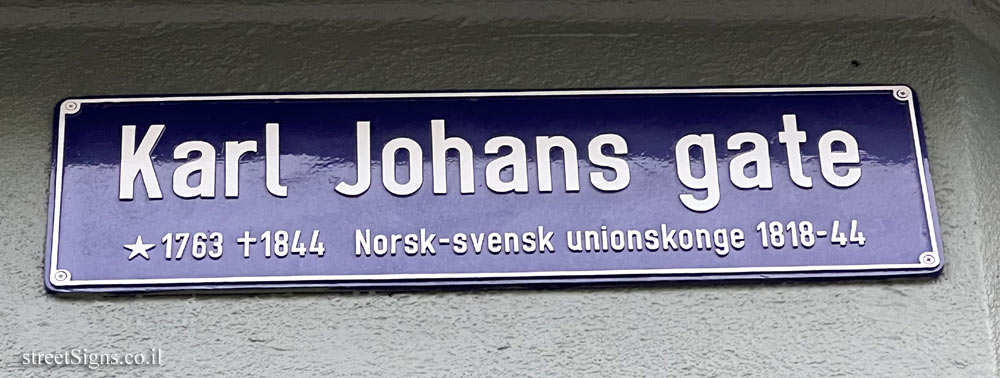 Karl Johans gate
★ 1763 †1844 Norsk-svensk unionskonge 1818-44
streetSigns.co.il